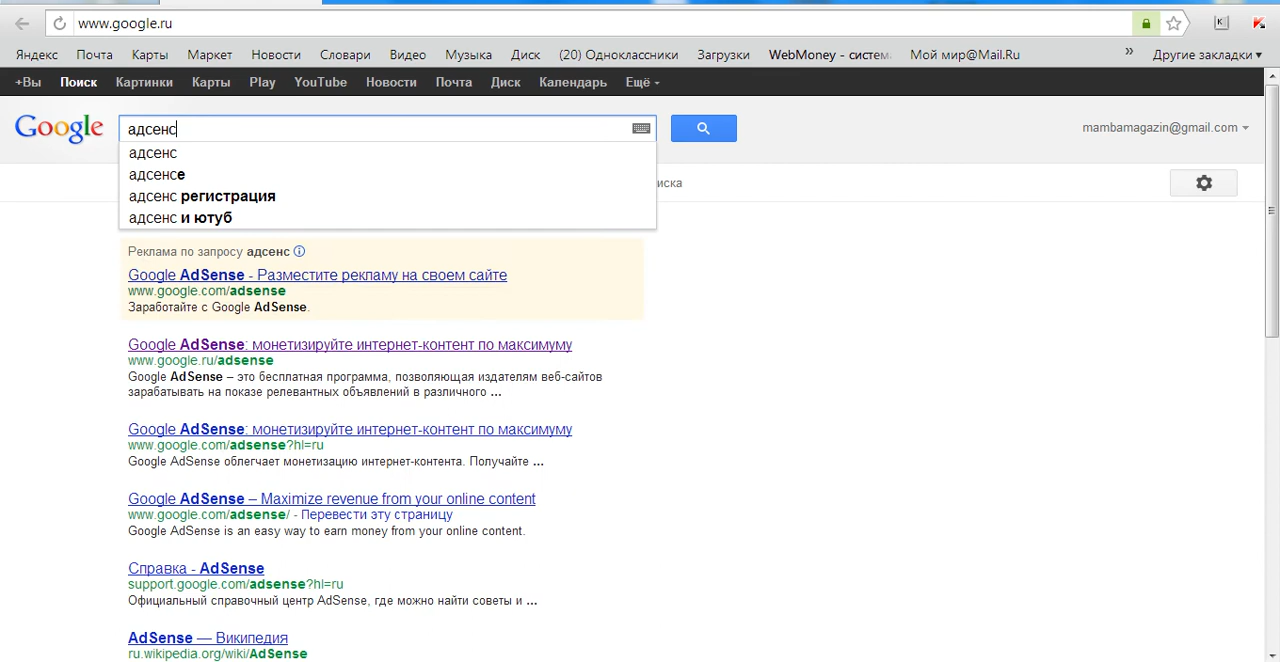 www.google.ru
Яндекс Почта Карты Маркет Новости Словари Видео Музыка Диск (20) Одноклассники Загрузки WebMoney - систем Мой мир@Mail.Ru » Другие закладки
+Вы Поиск Картинки Карты Play YouTube Новости Почта Диск Календарь Ещё
Google адсенс mambamagazin@gmail.com
адсенс
адсенсе
адсенс регистрация
иска
адсенс и ютуб
Реклама по запросу адсенс
Google AdSense - Разместите рекламу на своем сайте
www.google.com/adsense
Заработайте с Google AdSense.
Google AdSense: монетизируйте интернет-контент по максимуму
www.google.ru/adsense
Google AdSense – это бесплатная программа, позволяющая издателям веб-сайтов
зарабатывать на показе релевантных объявлений в различного ...
Google AdSense: монетизируйте интернет-контент по максимуму
www.google.com/adsense?hl=ru
Google AdSense облегчает монетизацию интернет-контента. Получайте ...
Google AdSense – Maximize revenue from your online content
www.google.com/adsense/ - Перевести эту страницу
Google AdSense is an easy way to earn money from your online content.
Справка - AdSense
support.google.com/adsense?hl=ru
Официальный справочный центр AdSense, где можно найти советы и ...
AdSense — Википедия
ru.wikipedia.org/wiki/AdSense